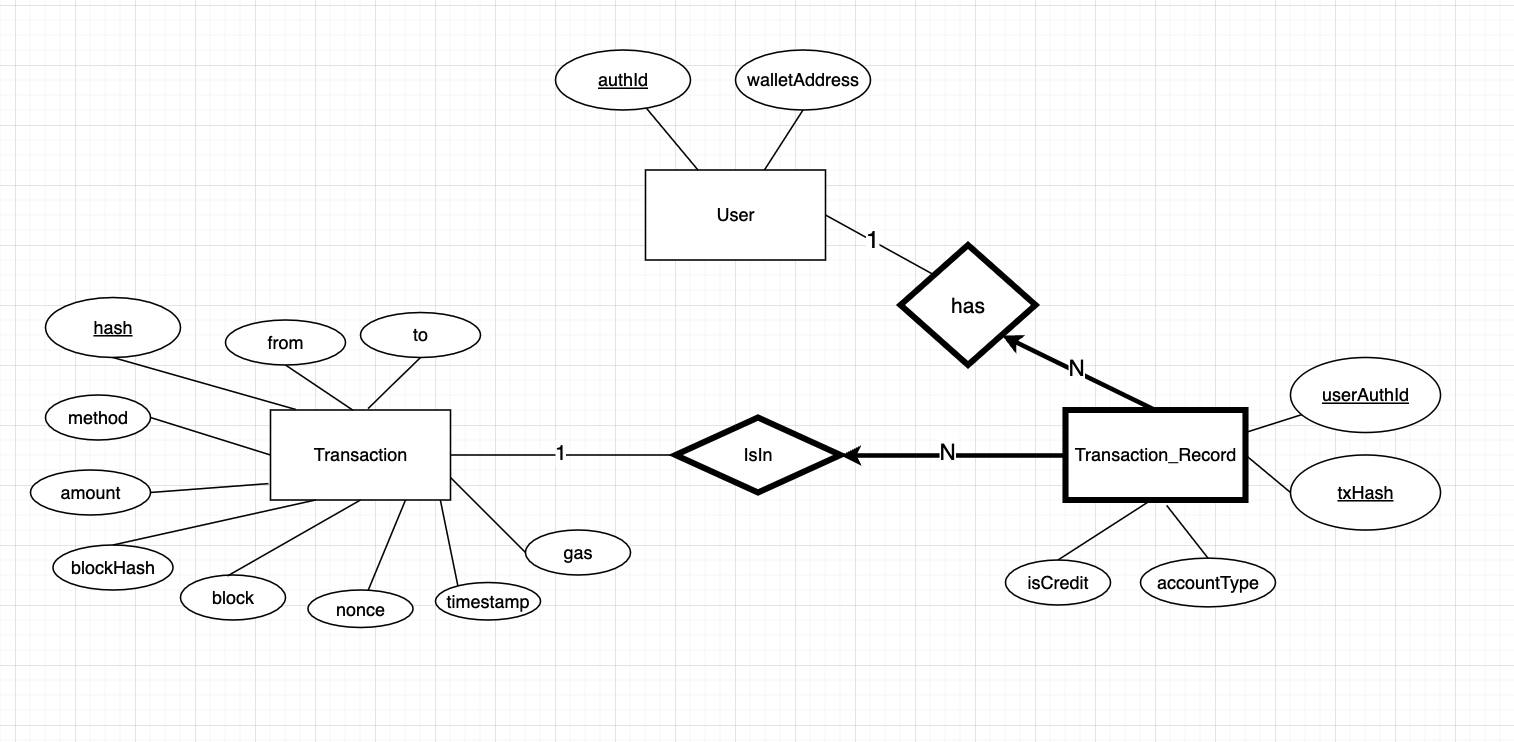 authId
walletAddress
User
1
has
hash
from
to
N
method
userAuthId
Transaction
1
IsIn
N
Transaction_Record
amount
txHash
blockHash
block
nonce
timestamp
gas
isCredit
accountType